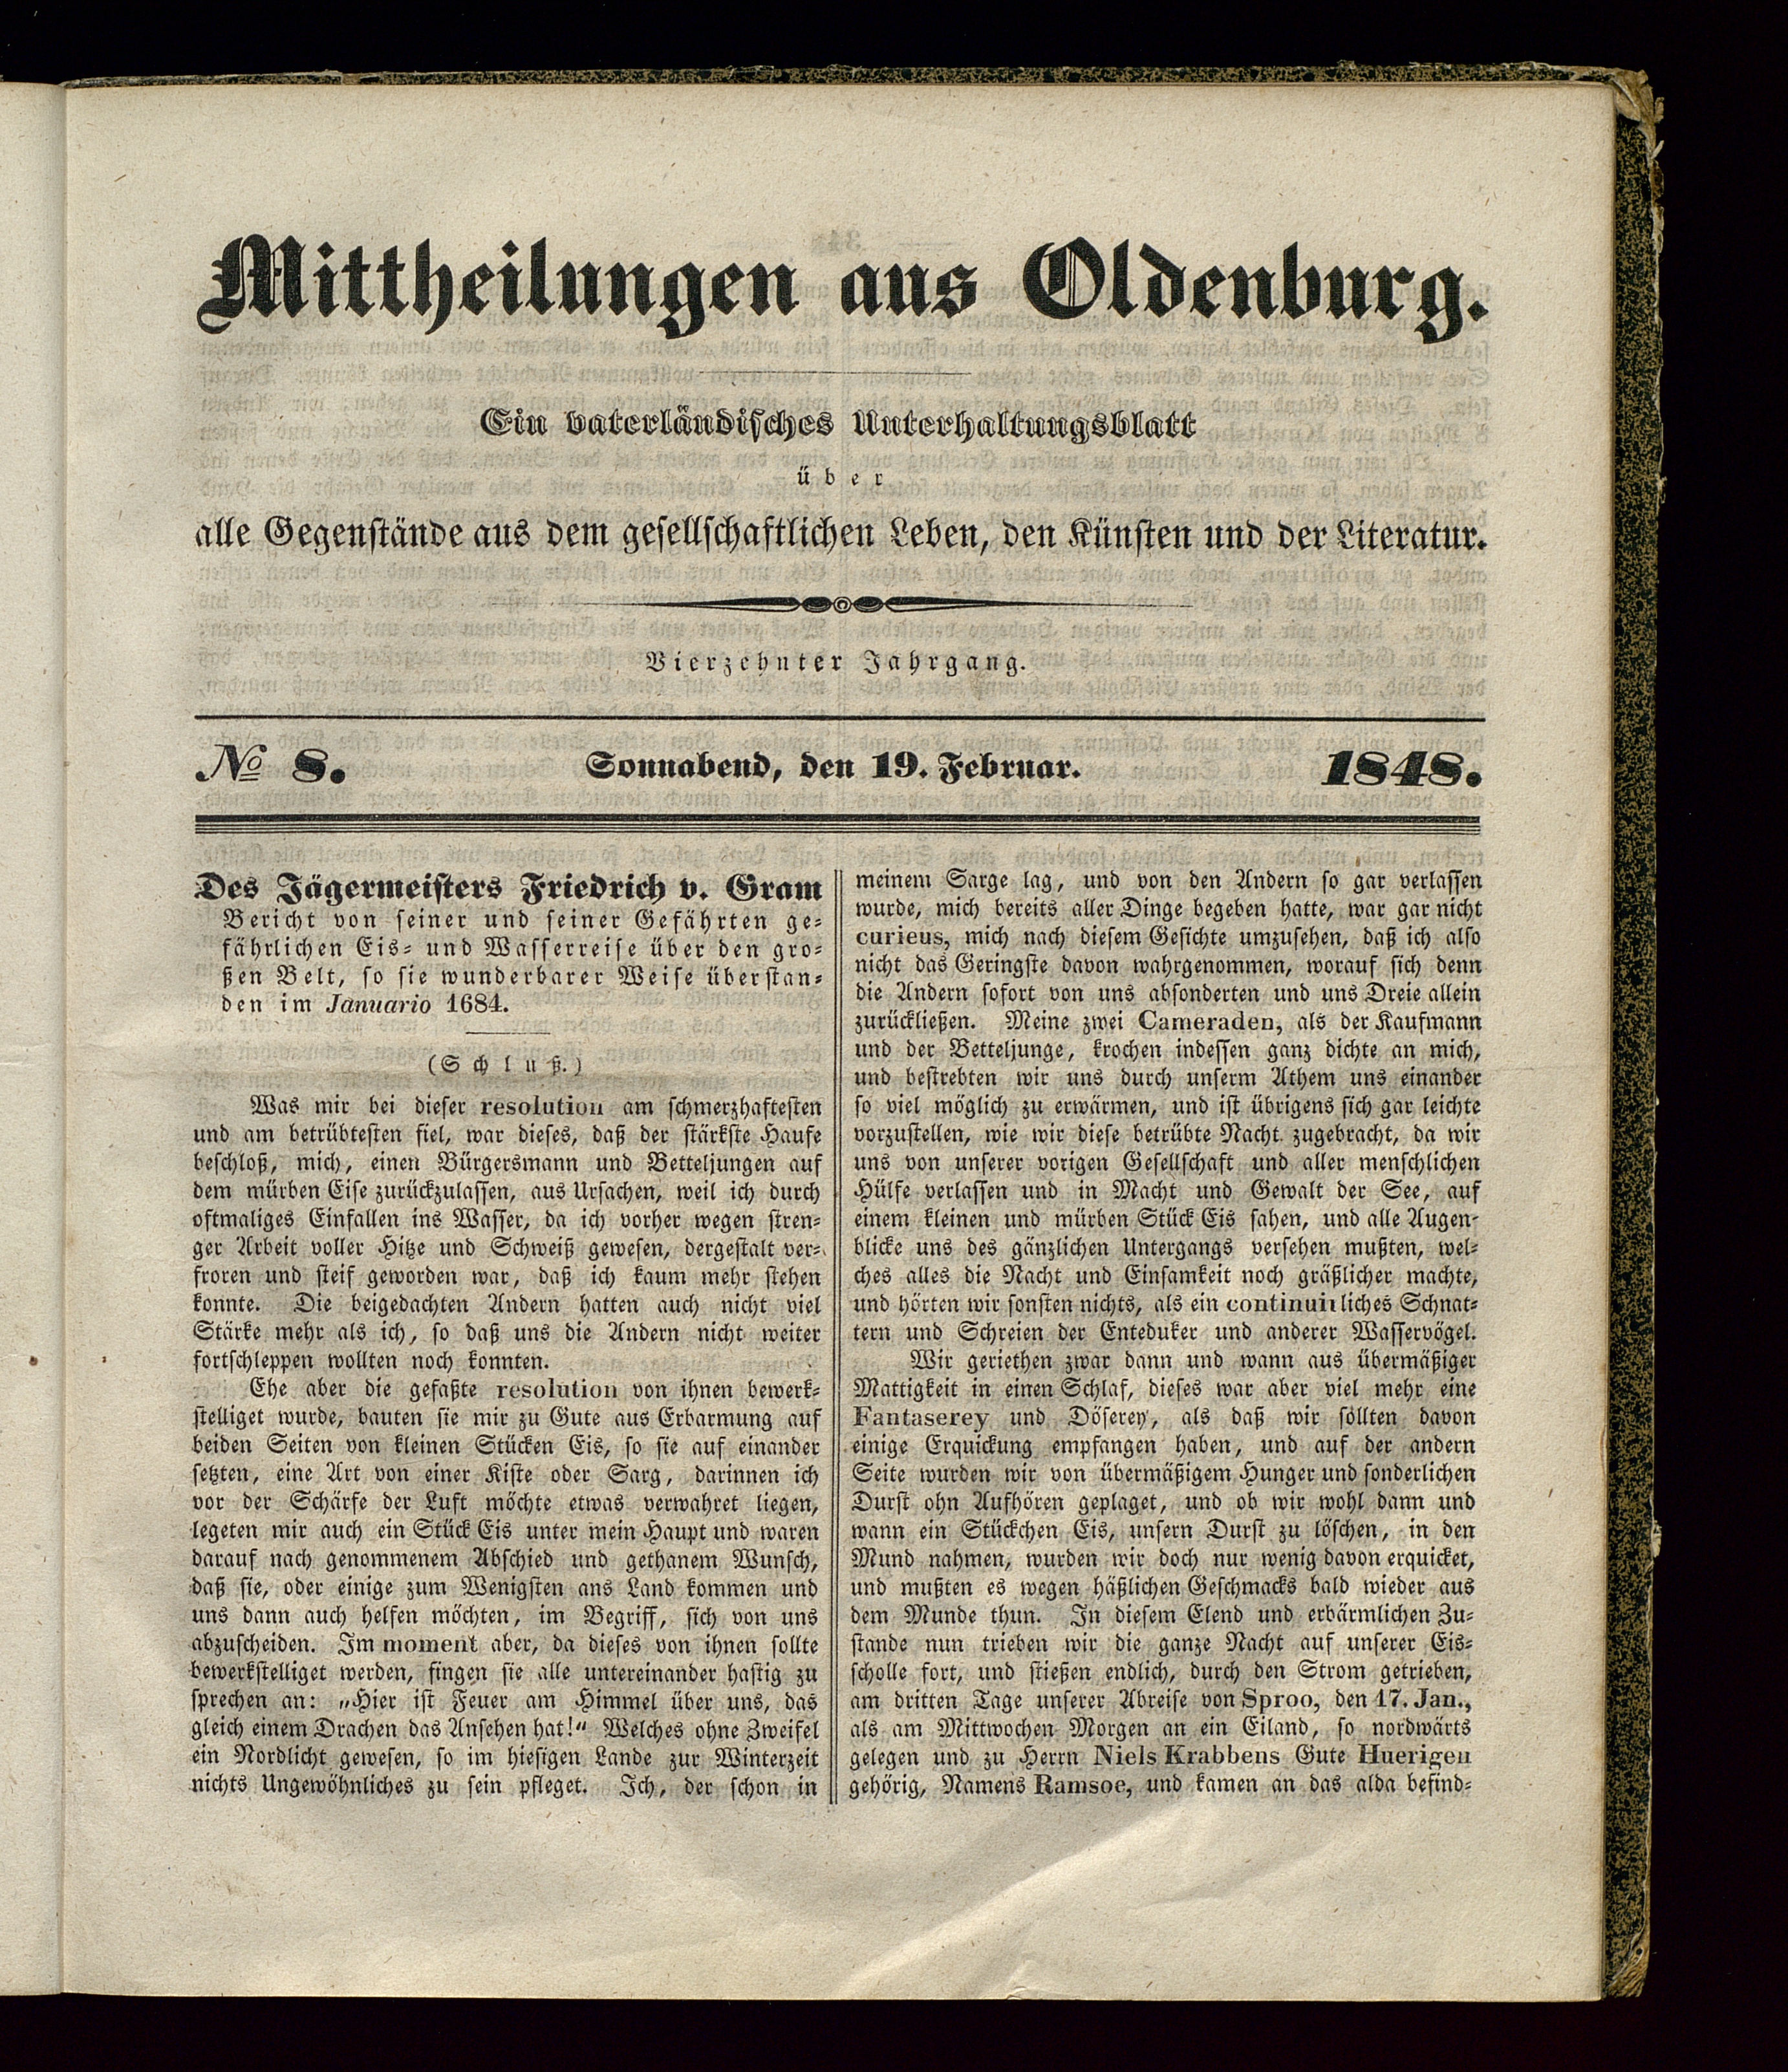 Mittheilungen aus Oldenburg.
Ein vaterländisches Unterhaltungsblatt
über
alle Gegenstände aus dem gesellschaftlichen Leben, den Künsten und der Literatur.
Vierzehnter Jahrgang.
No 8. Sonnabend, den 19. Februar. 1848.
Des Jägermeisters Friedrich v. Gram
Bericht von seiner und seiner Gefährten ge-
fährlichen Eis- und Wasserreise über den gro-
ßen Belt, so sie wunderbarer Weise überstan-
den im Januario 1684.
(Schluß.)
Was mir bei dieser resolution am schmerzhaftesten
und am betrübtesten fiel, war dieses, daß der stärkste Haufe
beschloß, mich, einen Bürgersmann und Betteljungen auf
dem mürben Eise zurückzulassen, aus Ursachen, weil ich durch
oftmaliges Einfallen ins Wasser, da ich vorher wegen stren-
ger Arbeit voller Hitze und Schweiß gewesen, dergestalt ver-
froren und steif geworden war, daß ich kaum mehr stehen
konnte. Die beigedachten Andern hatten auch nicht viel
Stärke mehr als ich, so daß uns die Andern nicht weiter
fortschleppen wollten noch konnten.
Ehe aber die gefaßte resolution von ihnen bewerk-
stelliget wurde, bauten sie mir zu Gute aus Erbarmung auf
beiden Seiten von kleinen Stücken Eis, so sie auf einander
setzten, eine Art von einer Kiste oder Sarg, darinnen ich
vor der Schärfe der Luft möchte etwas verwahret liegen,
legeten mir auch ein Stück Eis unter mein Haupt und waren
darauf nach genommenem Abschied und gethanem Wunsch,
daß sie, oder einige zum Wenigsten ans Land kommen und
uns dann auch helfen möchten, im Begriff, sich von uns
abzuscheiden. Im moment aber, da dieses von ihnen sollte
bewerkstelliget werden, fingen sie alle untereinander hastig zu
sprechen an: „Hier ist Feuer am Himmel über uns, das
gleich einem Drachen das Ansehen hat!“ Welches ohne Zweifel
ein Nordlicht gewesen, so im hiesigen Lande zur Winterzeit
nichts Ungewöhnliches zu sein pfleget. Ich, der schon in
meinem Sarge lag, und von den Andern so gar verlassen
wurde, mich bereits aller Dinge begeben hatte, war gar nicht
curieus, mich nach diesem Gesichte umzusehen, daß ich also
nicht das Geringste davon wahrgenommen, worauf sich denn
die Andern sofort von uns absonderten und uns Dreie allein
zurückließen. Meine zwei Cameraden, als der Kaufmann
und der Betteljunge, krochen indessen ganz dichte an mich,
und bestrebten wir uns durch unserm Athem uns einander
so viel möglich zu erwärmen, und ist übrigens sich gar leichte
vorzustellen, wie wir diese betrübte Nacht zugebracht, da wir
uns von unserer vorigen Gesellschaft und aller menschlichen
Hülfe verlassen und in Macht und Gewalt der See, auf
einem kleinen und mürben Stück Eis sahen, und alle Augen-
blicke uns des gänzlichen Untergangs versehen mußten, wel-
ches alles die Nacht und Einsamkeit noch gräßlicher machte,
und hörten wir sonsten nichts, als ein continuirliches Schnat-
tern und Schreien der Enteduker und anderer Wasservögel.
Wir geriethen zwar dann und wann aus übermäßiger
Mattigkeit in einen Schlaf, dieses war aber viel mehr eine
Fantaserey und Döserey, als daß wir sollten davon
einige Erquickung empfangen haben, und auf der andern
Seite wurden wir von übermäßigem Hunger und sonderlichen
Durst ohn Aufhören geplaget, und ob wir wohl dann und
wann ein Stückchen Eis, unsern Durst zu löschen, in den
Mund nahmen, wurden wir doch nur wenig davon erquicket,
und mußten es wegen häßlichen Geschmacks bald wieder aus
dem Munde thun. In diesem Elend und erbärmlichen Zu-
stande nun trieben wir die ganze Nacht auf unserer Eis-
scholle fort, und stießen endlich, durch den Strom getrieben,
am dritten Tage unserer Abreise von Sproo, den 17. Jan.,
als am Mittwochen Morgen an ein Eiland, so nordwärts
gelegen und zu Herrn Niels Krabbens Gute Huerigen
gehörig, Namens Ramsoe, und kamen an das alda befind-